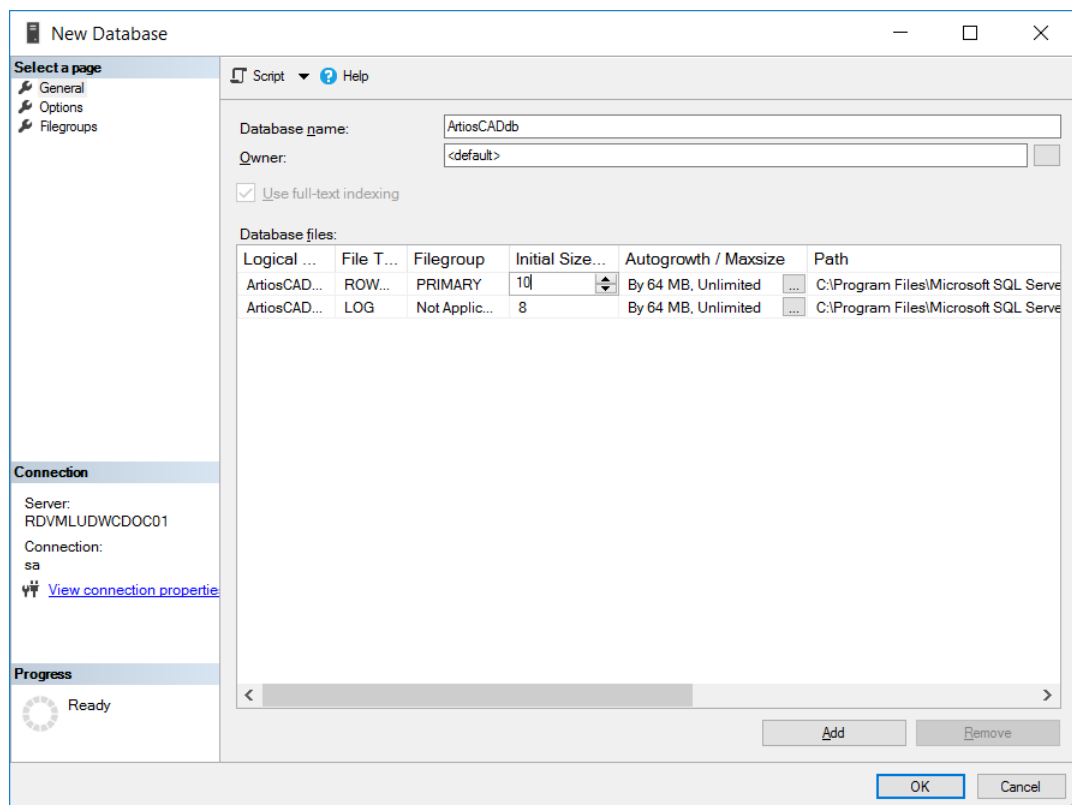 New Database
Select a page
General
Options
Filegroups
Script Help
Database name: ArtiosCADdb
Owner: <default>
Use full-text indexing
Database files:
Logical ... File T... Filegroup Initial Size... Autogrowth / Maxsize Path
ArtiosCAD... ROW... PRIMARY 10 By 64 MB, Unlimited ... C:\Program Files\Microsoft SQL Serve
ArtiosCAD... LOG Not Applic... 8 By 64 MB, Unlimited ... C:\Program Files\Microsoft SQL Serve
Connection
Server:
RDVMLUDWCDOC01
Connection:
sa
View connection propertie
Progress
Ready
Add Remove
OK Cancel